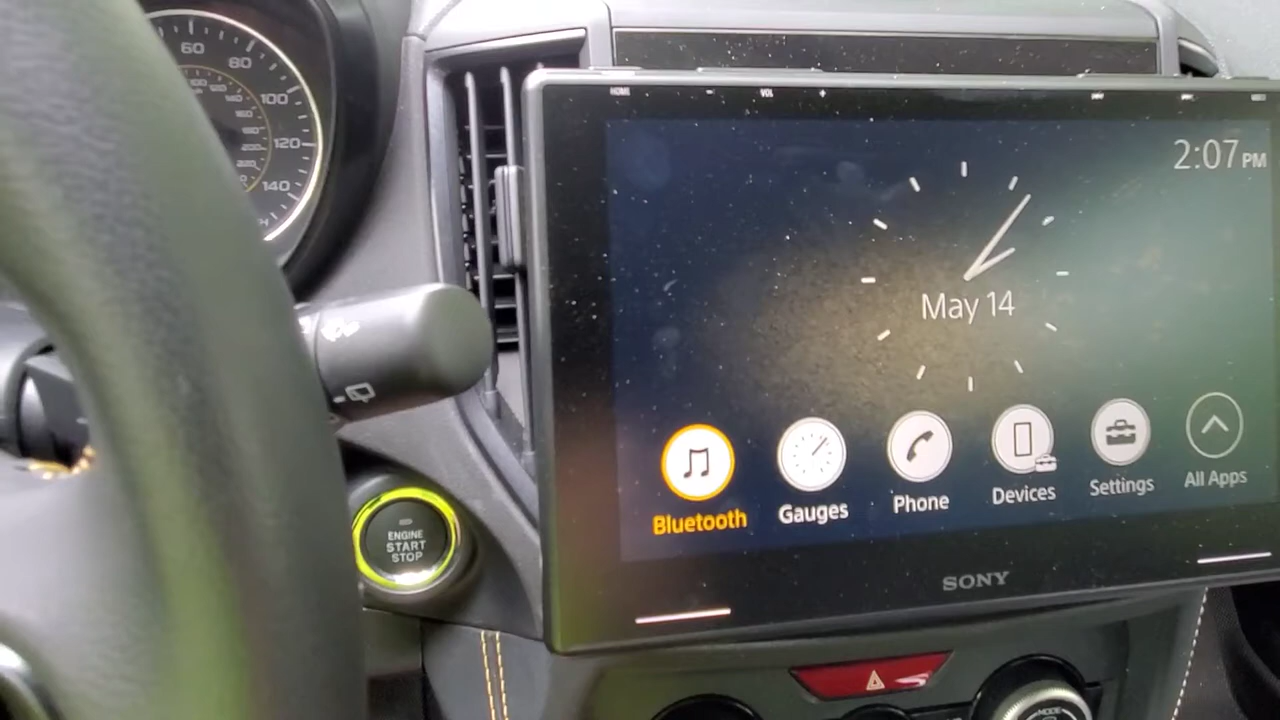 60
80
100
120
140
HOME - VOL +
2:07 PM
May 14
Bluetooth
Gauges
Phone
Devices
Settings
All Apps
ENGINE
START
STOP
SONY
MODE